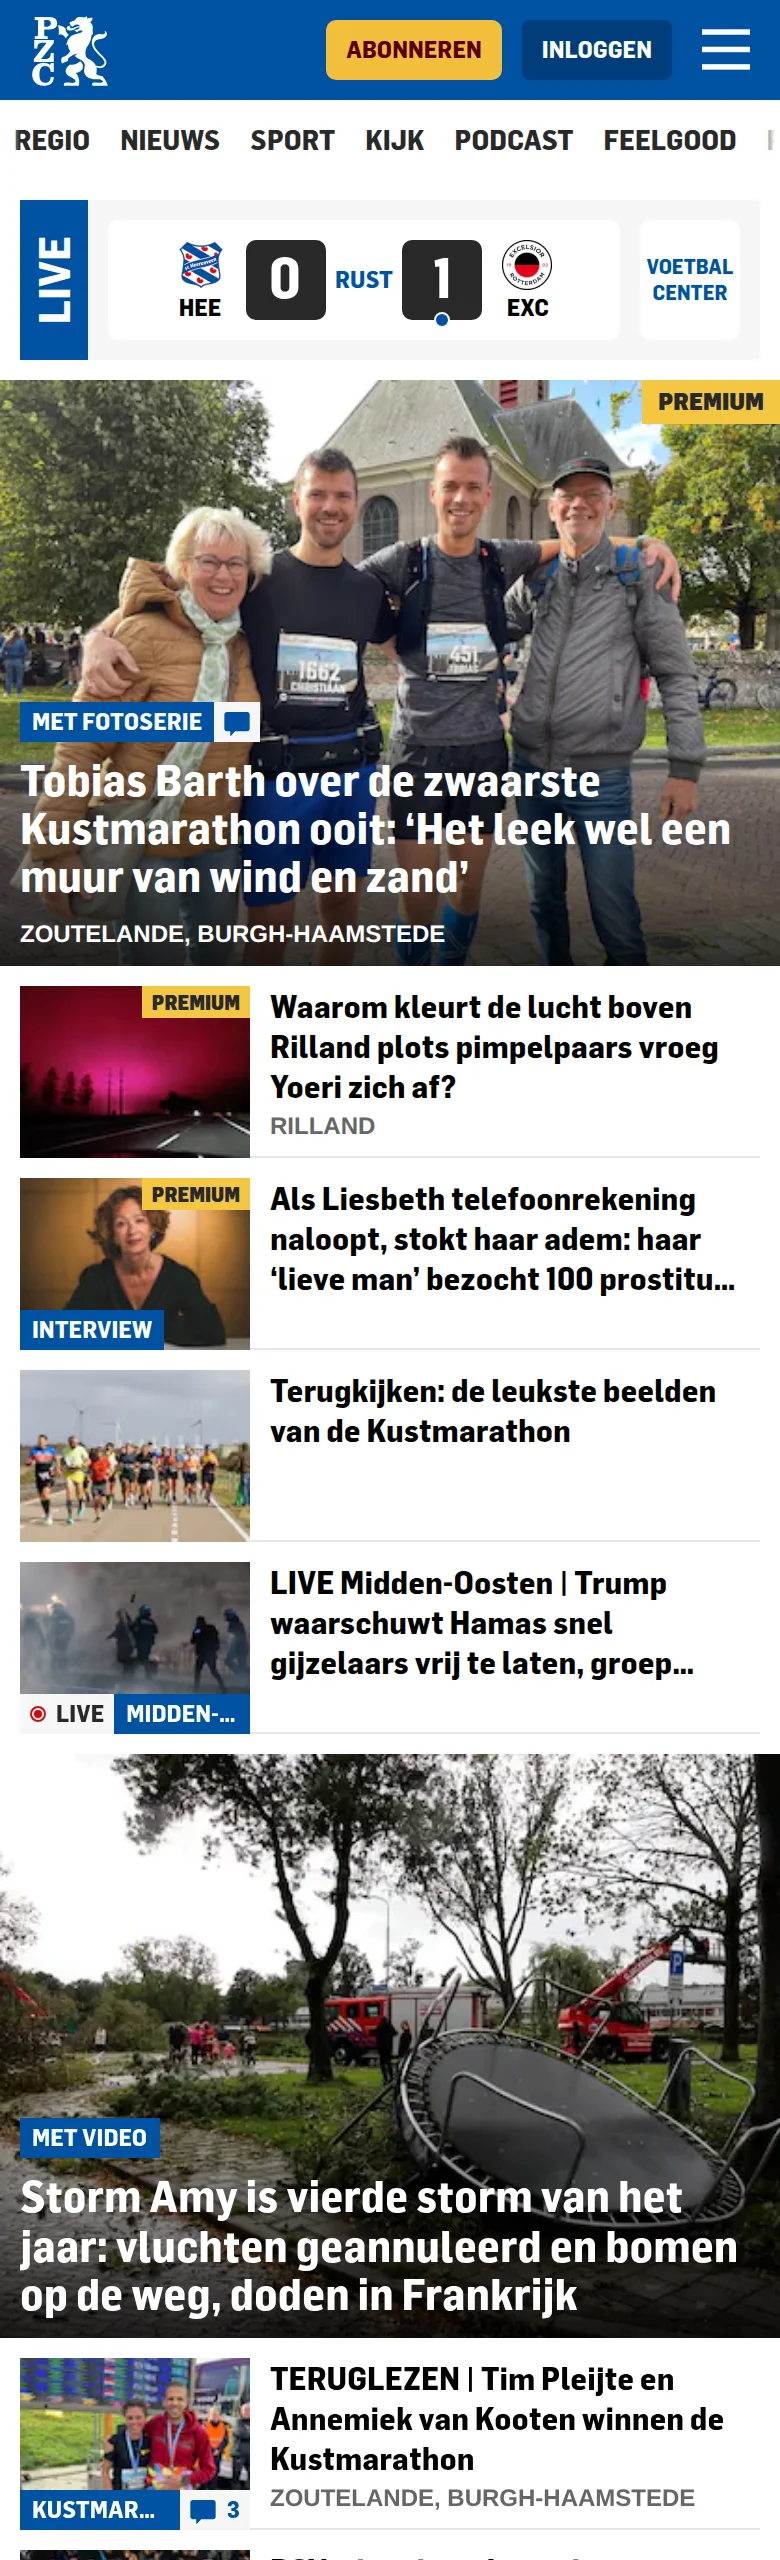 PZC
ABONNEREN
INLOGGEN
REGIO NIEUWS SPORT KIJK PODCAST FEELGOOD
LIVE
HEE
0
RUST
1
EXC
VOETBAL
CENTER
PREMIUM
1662
CHRISTIAAN
451
TOBIAS
MET FOTOSERIE
Tobias Barth over de zwaarste
Kustmarathon ooit: ‘Het leek wel een
muur van wind en zand’
ZOUTELANDE, BURGH-HAAMSTEDE
PREMIUM
Waarom kleurt de lucht boven
Rilland plots pimpelpaars vroeg
Yoeri zich af?
RILLAND
PREMIUM
INTERVIEW
Als Liesbeth telefoonrekening
naloopt, stokt haar adem: haar
‘lieve man’ bezocht 100 prostitu...
Terugkijken: de leukste beelden
van de Kustmarathon
LIVE MIDDEN-...
LIVE Midden-Oosten | Trump
waarschuwt Hamas snel
gijzelaars vrij te laten, groep...
P
MET VIDEO
Storm Amy is vierde storm van het
jaar: vluchten geannuleerd en bomen
op de weg, doden in Frankrijk
KUSTMAR... 3
TERUGLEZEN | Tim Pleijte en
Annemiek van Kooten winnen de
Kustmarathon
ZOUTELANDE, BURGH-HAAMSTEDE